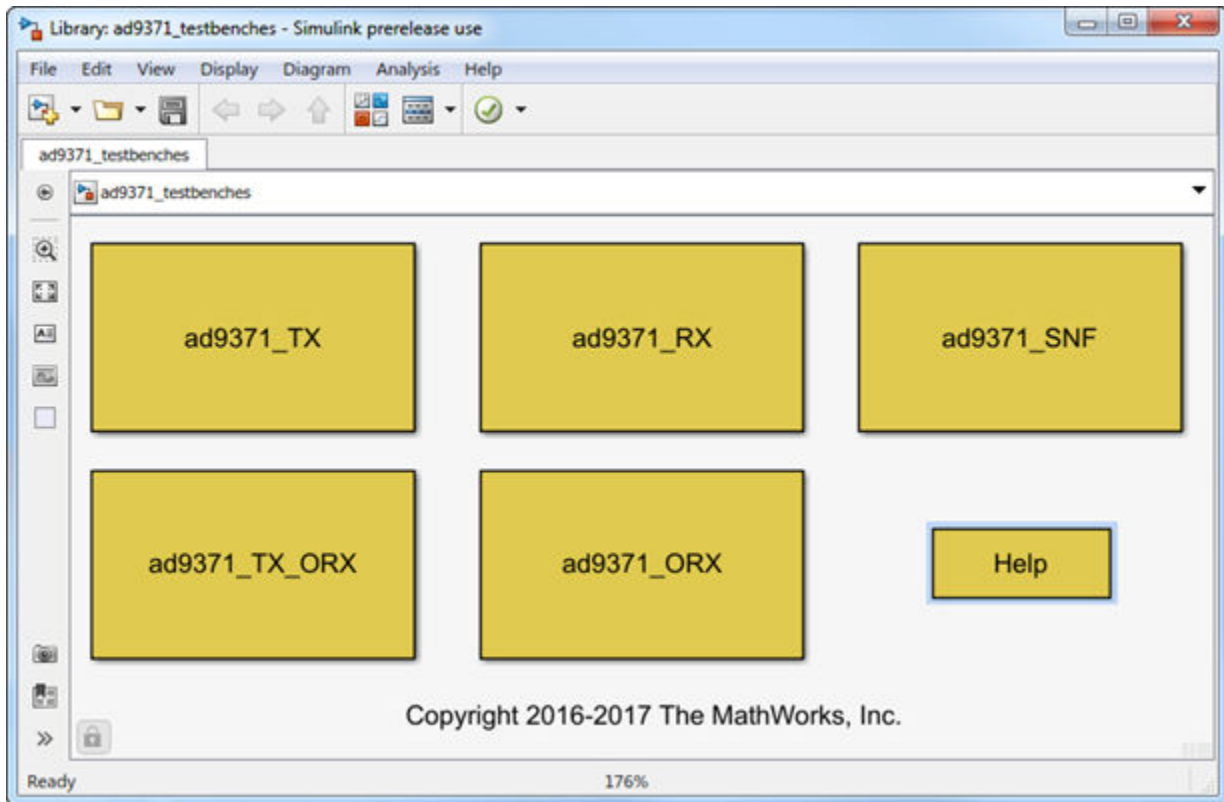 Library: ad9371_testbenches - Simulink prerelease use
File Edit View Display Diagram Analysis Help
ad9371_testbenches
ad9371_testbenches
ad9371_TX ad9371_RX ad9371_SNF
ad9371_TX_ORX ad9371_ORX Help
Copyright 2016-2017 The MathWorks, Inc.
Ready 176%